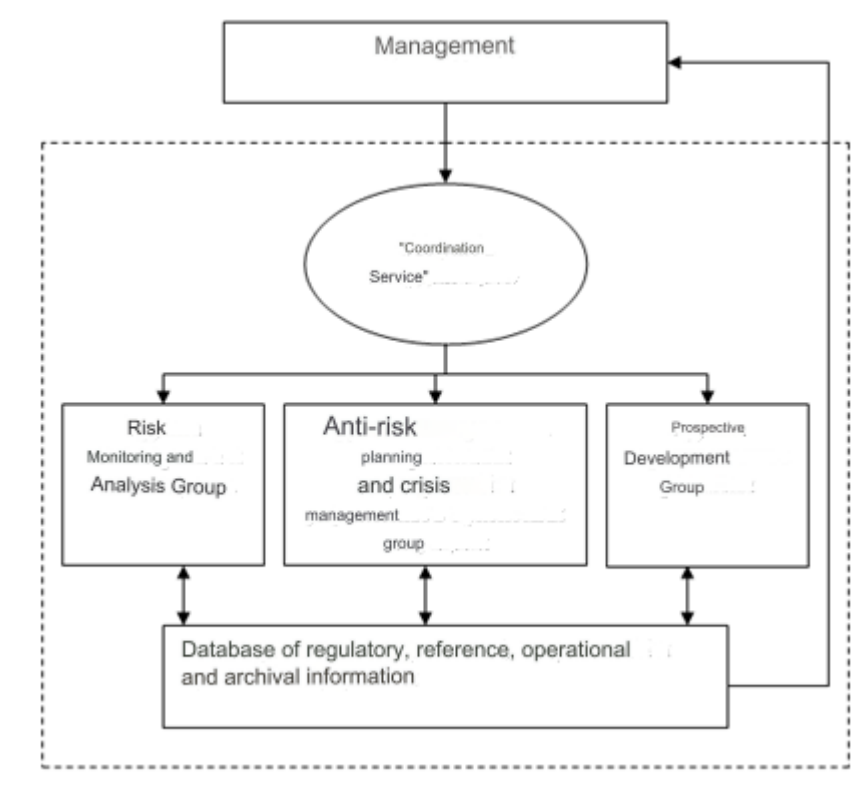 Management
"Coordination
Service"
Risk
Monitoring and
Analysis Group
Anti-risk
planning
and crisis
management
group
Prospective
Development
Group
Database of regulatory, reference, operational
and archival information